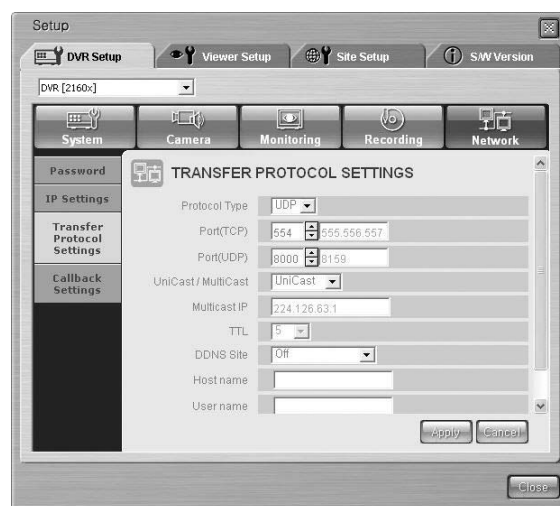 Setup
DVR Setup
Viewer Setup
Site Setup
S/W Version
DVR [2160x]
System
Camera
Monitoring
Recording
Network
Password
IP Settings
Transfer
Protocol
Settings
Callback
Settings
TRANSFER PROTOCOL SETTINGS
Protocol Type UDP
Port(TCP) 554 555.556.557
Port(UDP) 8000 8159
UniCast / MultiCast UniCast
Multicast IP 224.126.63.1
TTL 5
DDNS Site Off
Host name
User name
Apply Cancel
Close